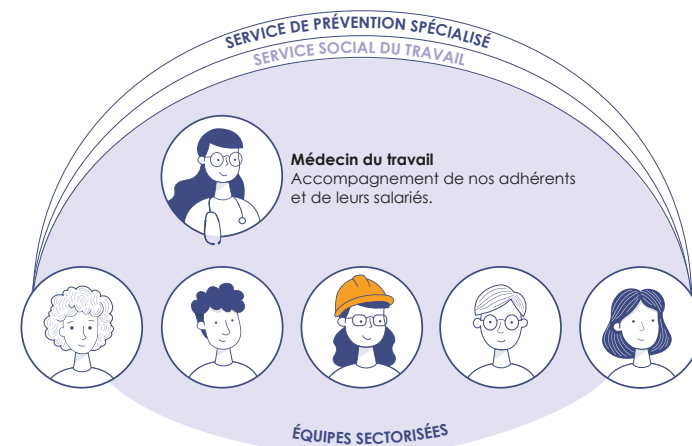 SERVICE DE PRÉVENTION SPÉCIALISÉ
SERVICE SOCIAL DU TRAVAIL
Médecin du travail
Accompagnement de nos adhérents
et de leurs salariés.
ÉQUIPES SECTORISÉES